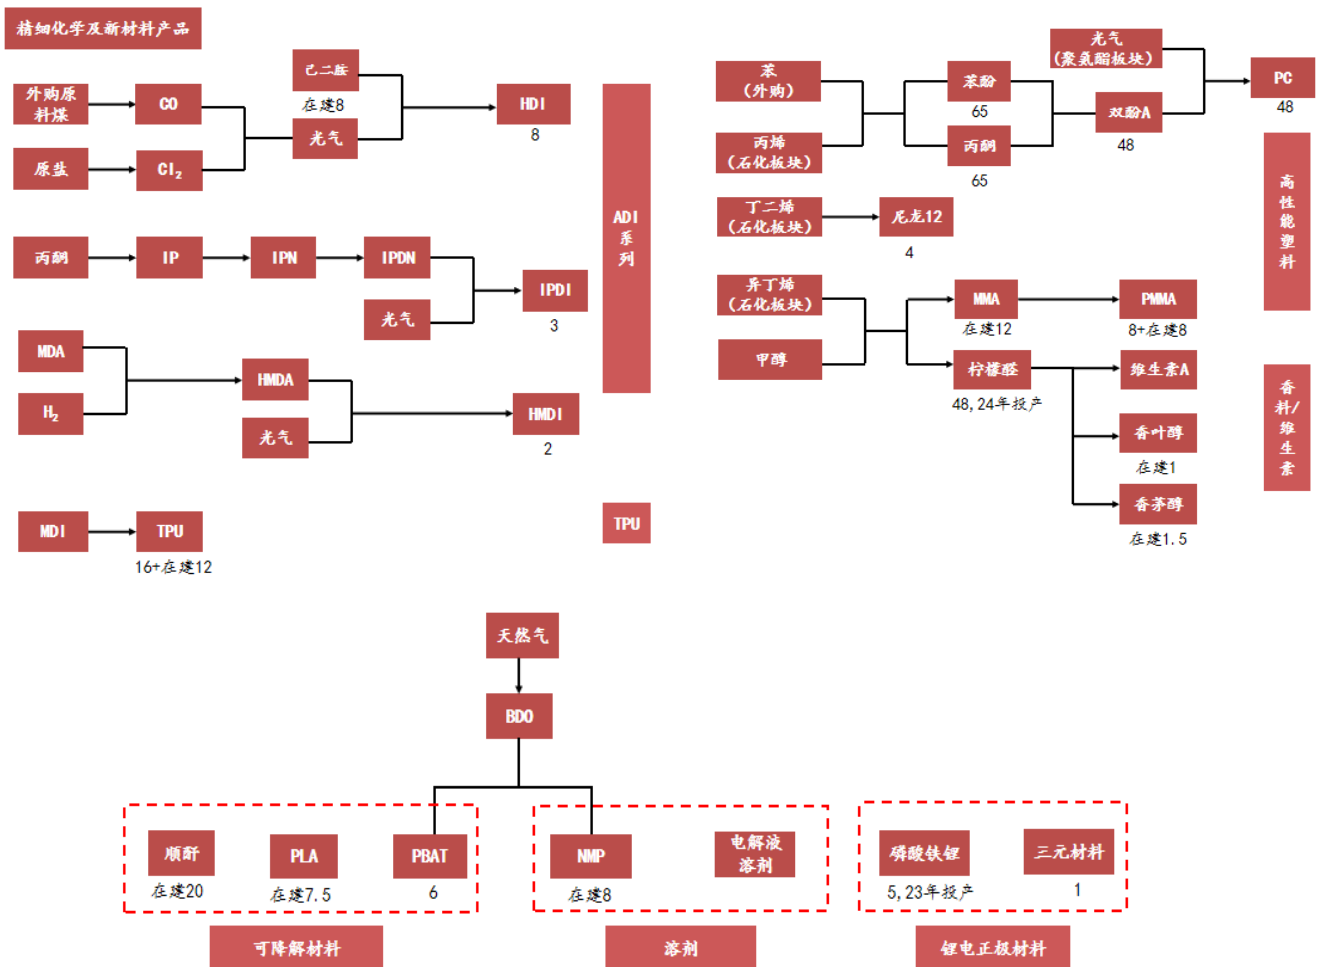 精细化学及新材料产品
外购原
料煤
CO
己二胺
在建8
光气
HDI
8
原盐
Cl₂
丙酮
IP
IPN
IPDN
光气
IPDI
3
MDA
H₂
HMDA
光气
HMDI
2
MDI
TPU
16+在建12
ADI
系
列
TPU
苯
(外购)
丙烯
(石化板块)
苯酚
65
丙酮
65
光气
(聚氨酯板块)
双酚A
48
PC
48
丁二烯
(石化板块)
尼龙12
4
异丁烯
(石化板块)
甲醇
MMA
在建12
PMMA
8+在建8
柠檬醛
48,24年投产
维生素A
香叶醇
在建1
香茅醇
在建1.5
高
性
能
塑
料
香
料/
维
生
素
天然气
BDO
顺酐
在建20
PLA
在建7.5
PBAT
6
NMP
在建8
电解液
溶剂
磷酸铁锂
5,23年投产
三元材料
1
可降解材料
溶剂
锂电正极材料